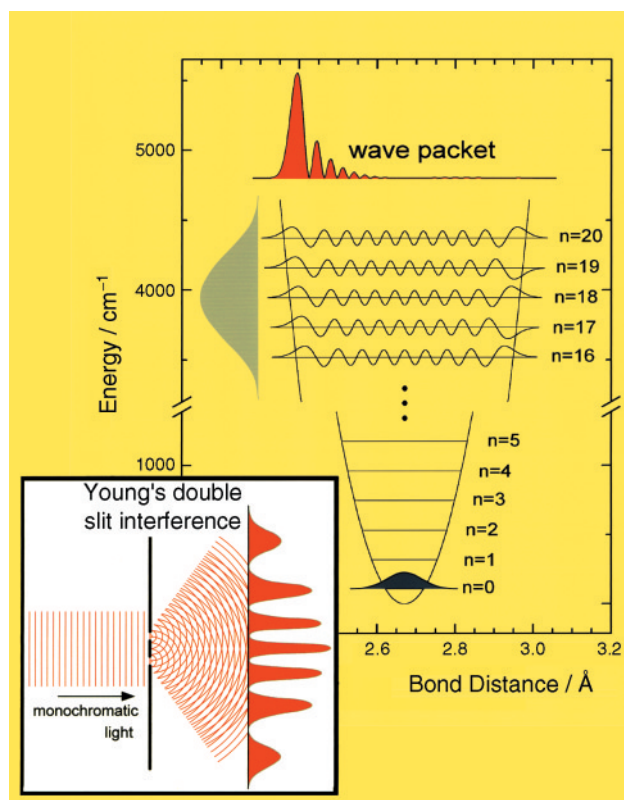 5000
wave packet
n=20
n=19
4000
n=18
n=17
n=16
Energy / cm⁻¹
n=5
1000
n=4
n=3
n=2
n=1
n=0
Young's double
slit interference
monochromatic
light
2.6
2.8
3.0
3.2
Bond Distance / Å